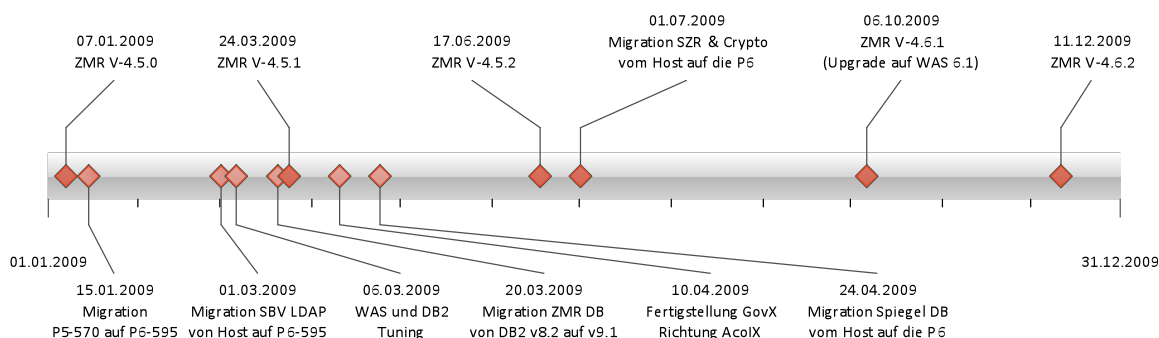 07.01.2009
ZMR V-4.5.0
24.03.2009
ZMR V-4.5.1
17.06.2009
ZMR V-4.5.2
01.07.2009
Migration SZR & Crypto
vom Host auf die P6
06.10.2009
ZMR V-4.6.1
(Upgrade auf WAS 6.1)
11.12.2009
ZMR V-4.6.2
01.01.2009
31.12.2009
15.01.2009
Migration
P5-570 auf P6-595
01.03.2009
Migration SBV LDAP
von Host auf P6-595
06.03.2009
WAS und DB2
Tuning
20.03.2009
Migration ZMR DB
von DB2 v8.2 auf v9.1
10.04.2009
Fertigstellung GovX
Richtung AcoIX
24.04.2009
Migration Spiegel DB
vom Host auf die P6